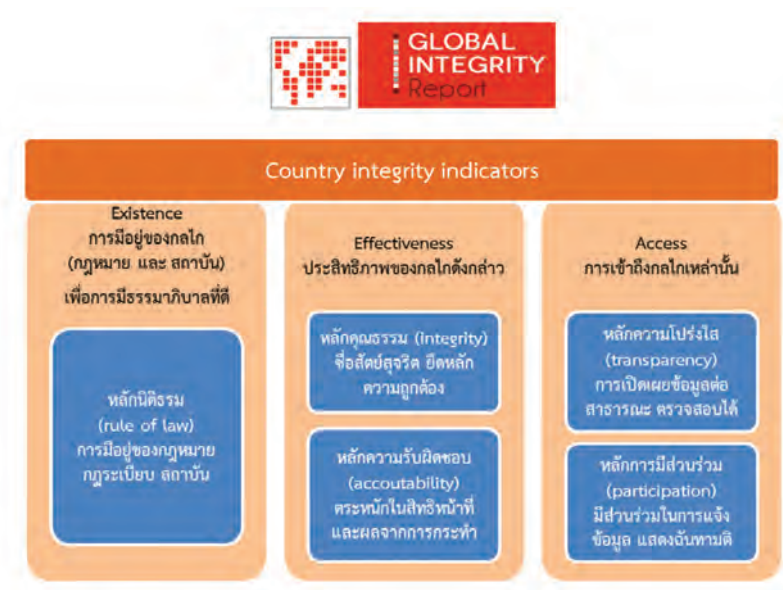 GLOBAL
INTEGRITY
Report
Country integrity indicators
Existence
การมีอยู่ของกลไก
(กฎหมาย และ สถาบัน)
เพื่อการมีธรรมาภิบาลที่ดี
หลักนิติธรรม
(rule of law)
การมีอยู่ของกฎหมาย
กฎระเบียบ สถาบัน
Effectiveness
ประสิทธิภาพของกลไกดังกล่าว
หลักคุณธรรม (integrity)
ซื่อสัตย์สุจริต ยึดหลัก
ความถูกต้อง
หลักความรับผิดชอบ
(accoutability)
ตระหนักในสิทธิหน้าที่
และผลจากการกระทำ
Access
การเข้าถึงกลไกเหล่านั้น
หลักความโปร่งใส
(transparency)
การเปิดเผยข้อมูลต่อ
สาธารณะ ตรวจสอบได้
หลักการมีส่วนร่วม
(participation)
มีส่วนร่วมในการแจ้ง
ข้อมูล แสดงฉันทามติ